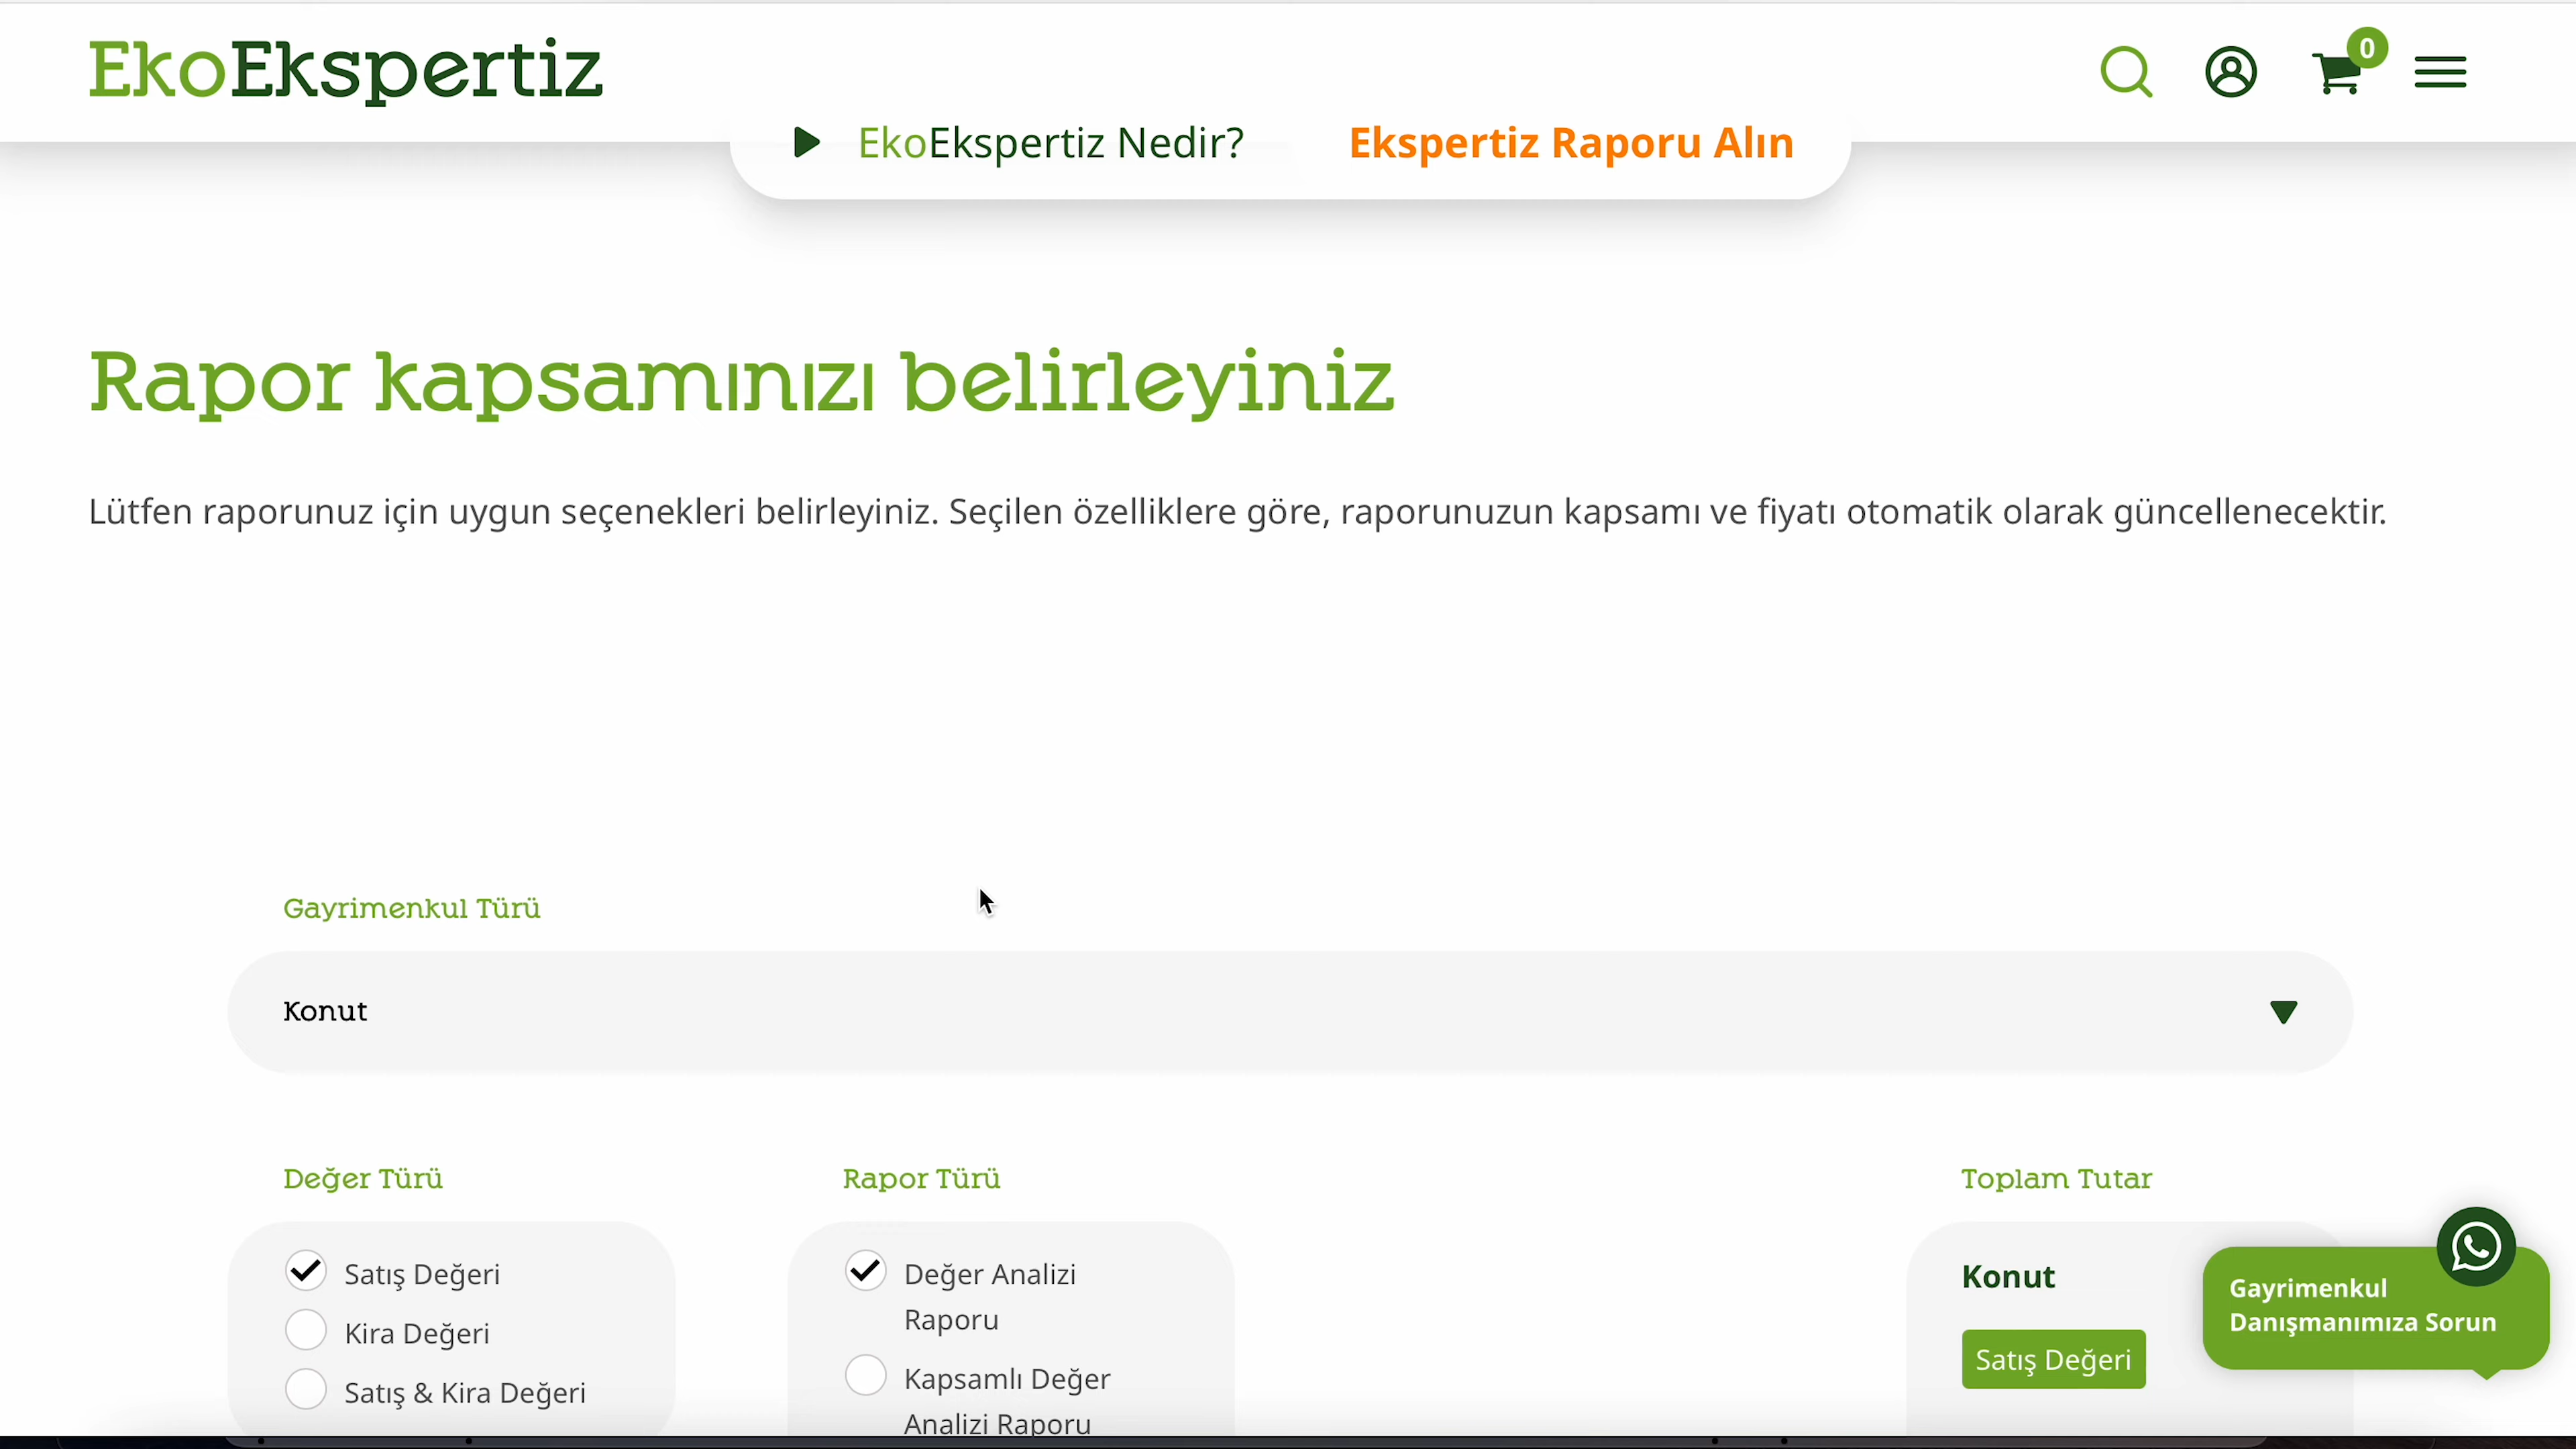 EkoEkspertiz
0
EkoEkspertiz Nedir?
Ekspertiz Raporu Alın
Rapor kapsamınızı belirleyiniz
Lütfen raporunuz için uygun seçenekleri belirleyiniz. Seçilen özelliklere göre, raporunuzun kapsamı ve fiyatı otomatik olarak güncellenecektir.
Gayrimenkul Türü
Konut
Değer Türü
Satış Değeri
Kira Değeri
Satış & Kira Değeri
Rapor Türü
Değer Analizi
Raporu
Kapsamlı Değer
Analizi Raporu
Toplam Tutar
Konut
Satış Değeri
Gayrimenkul
Danışmanımıza Sorun